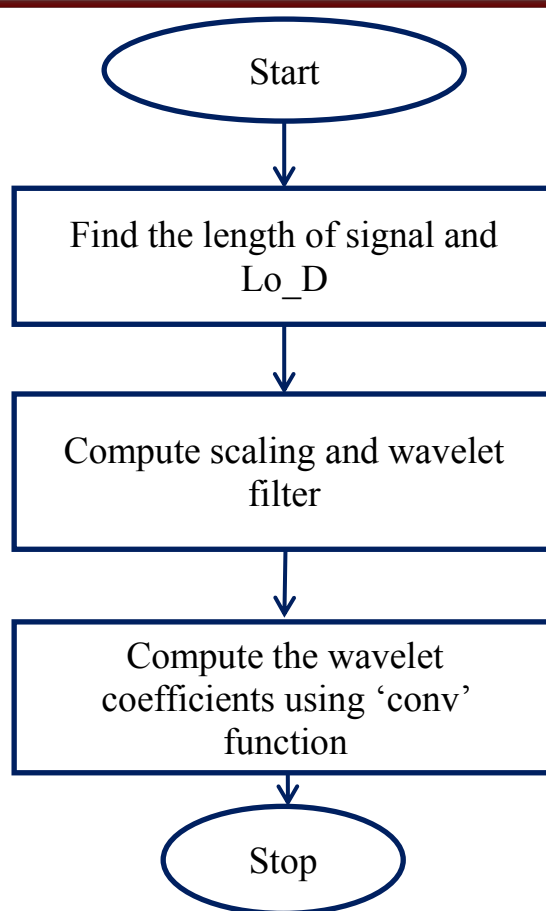 Start
Find the length of signal and
Lo_D
Compute scaling and wavelet
filter
Compute the wavelet
coefficients using ‘conv’
function
Stop